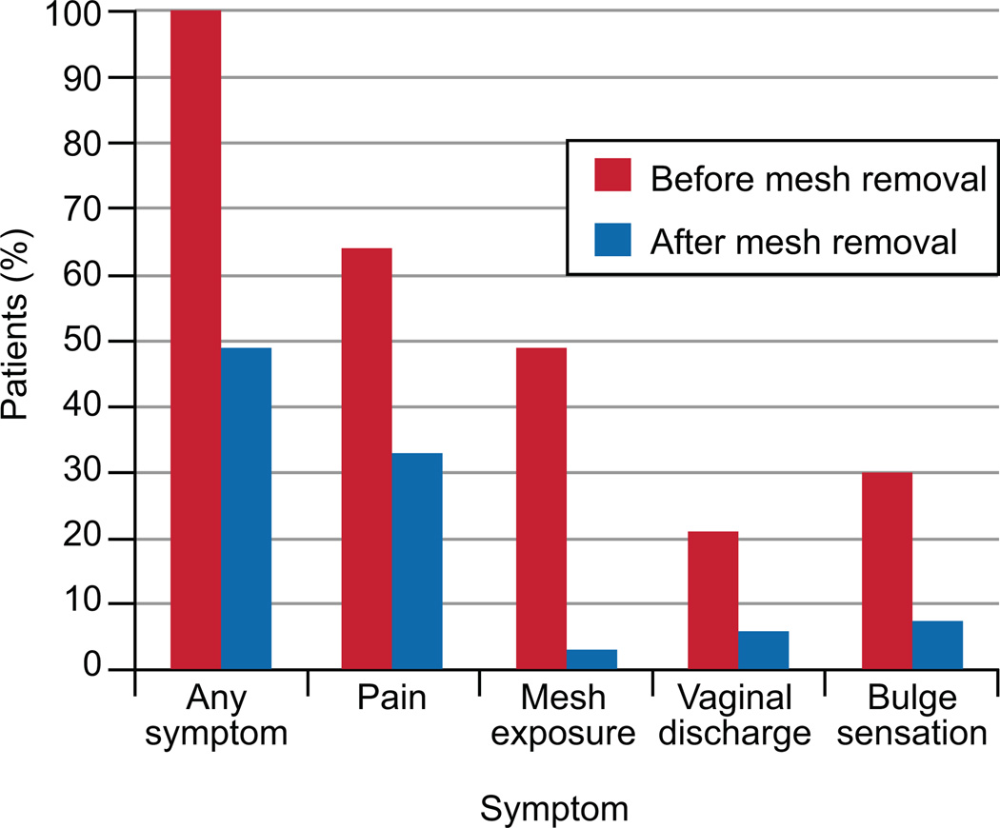 Patients (%)
100
90
80
70
60
50
40
30
20
10
0
Before mesh removal
After mesh removal
Any
symptom
Pain
Mesh
exposure
Vaginal
discharge
Bulge
sensation
Symptom